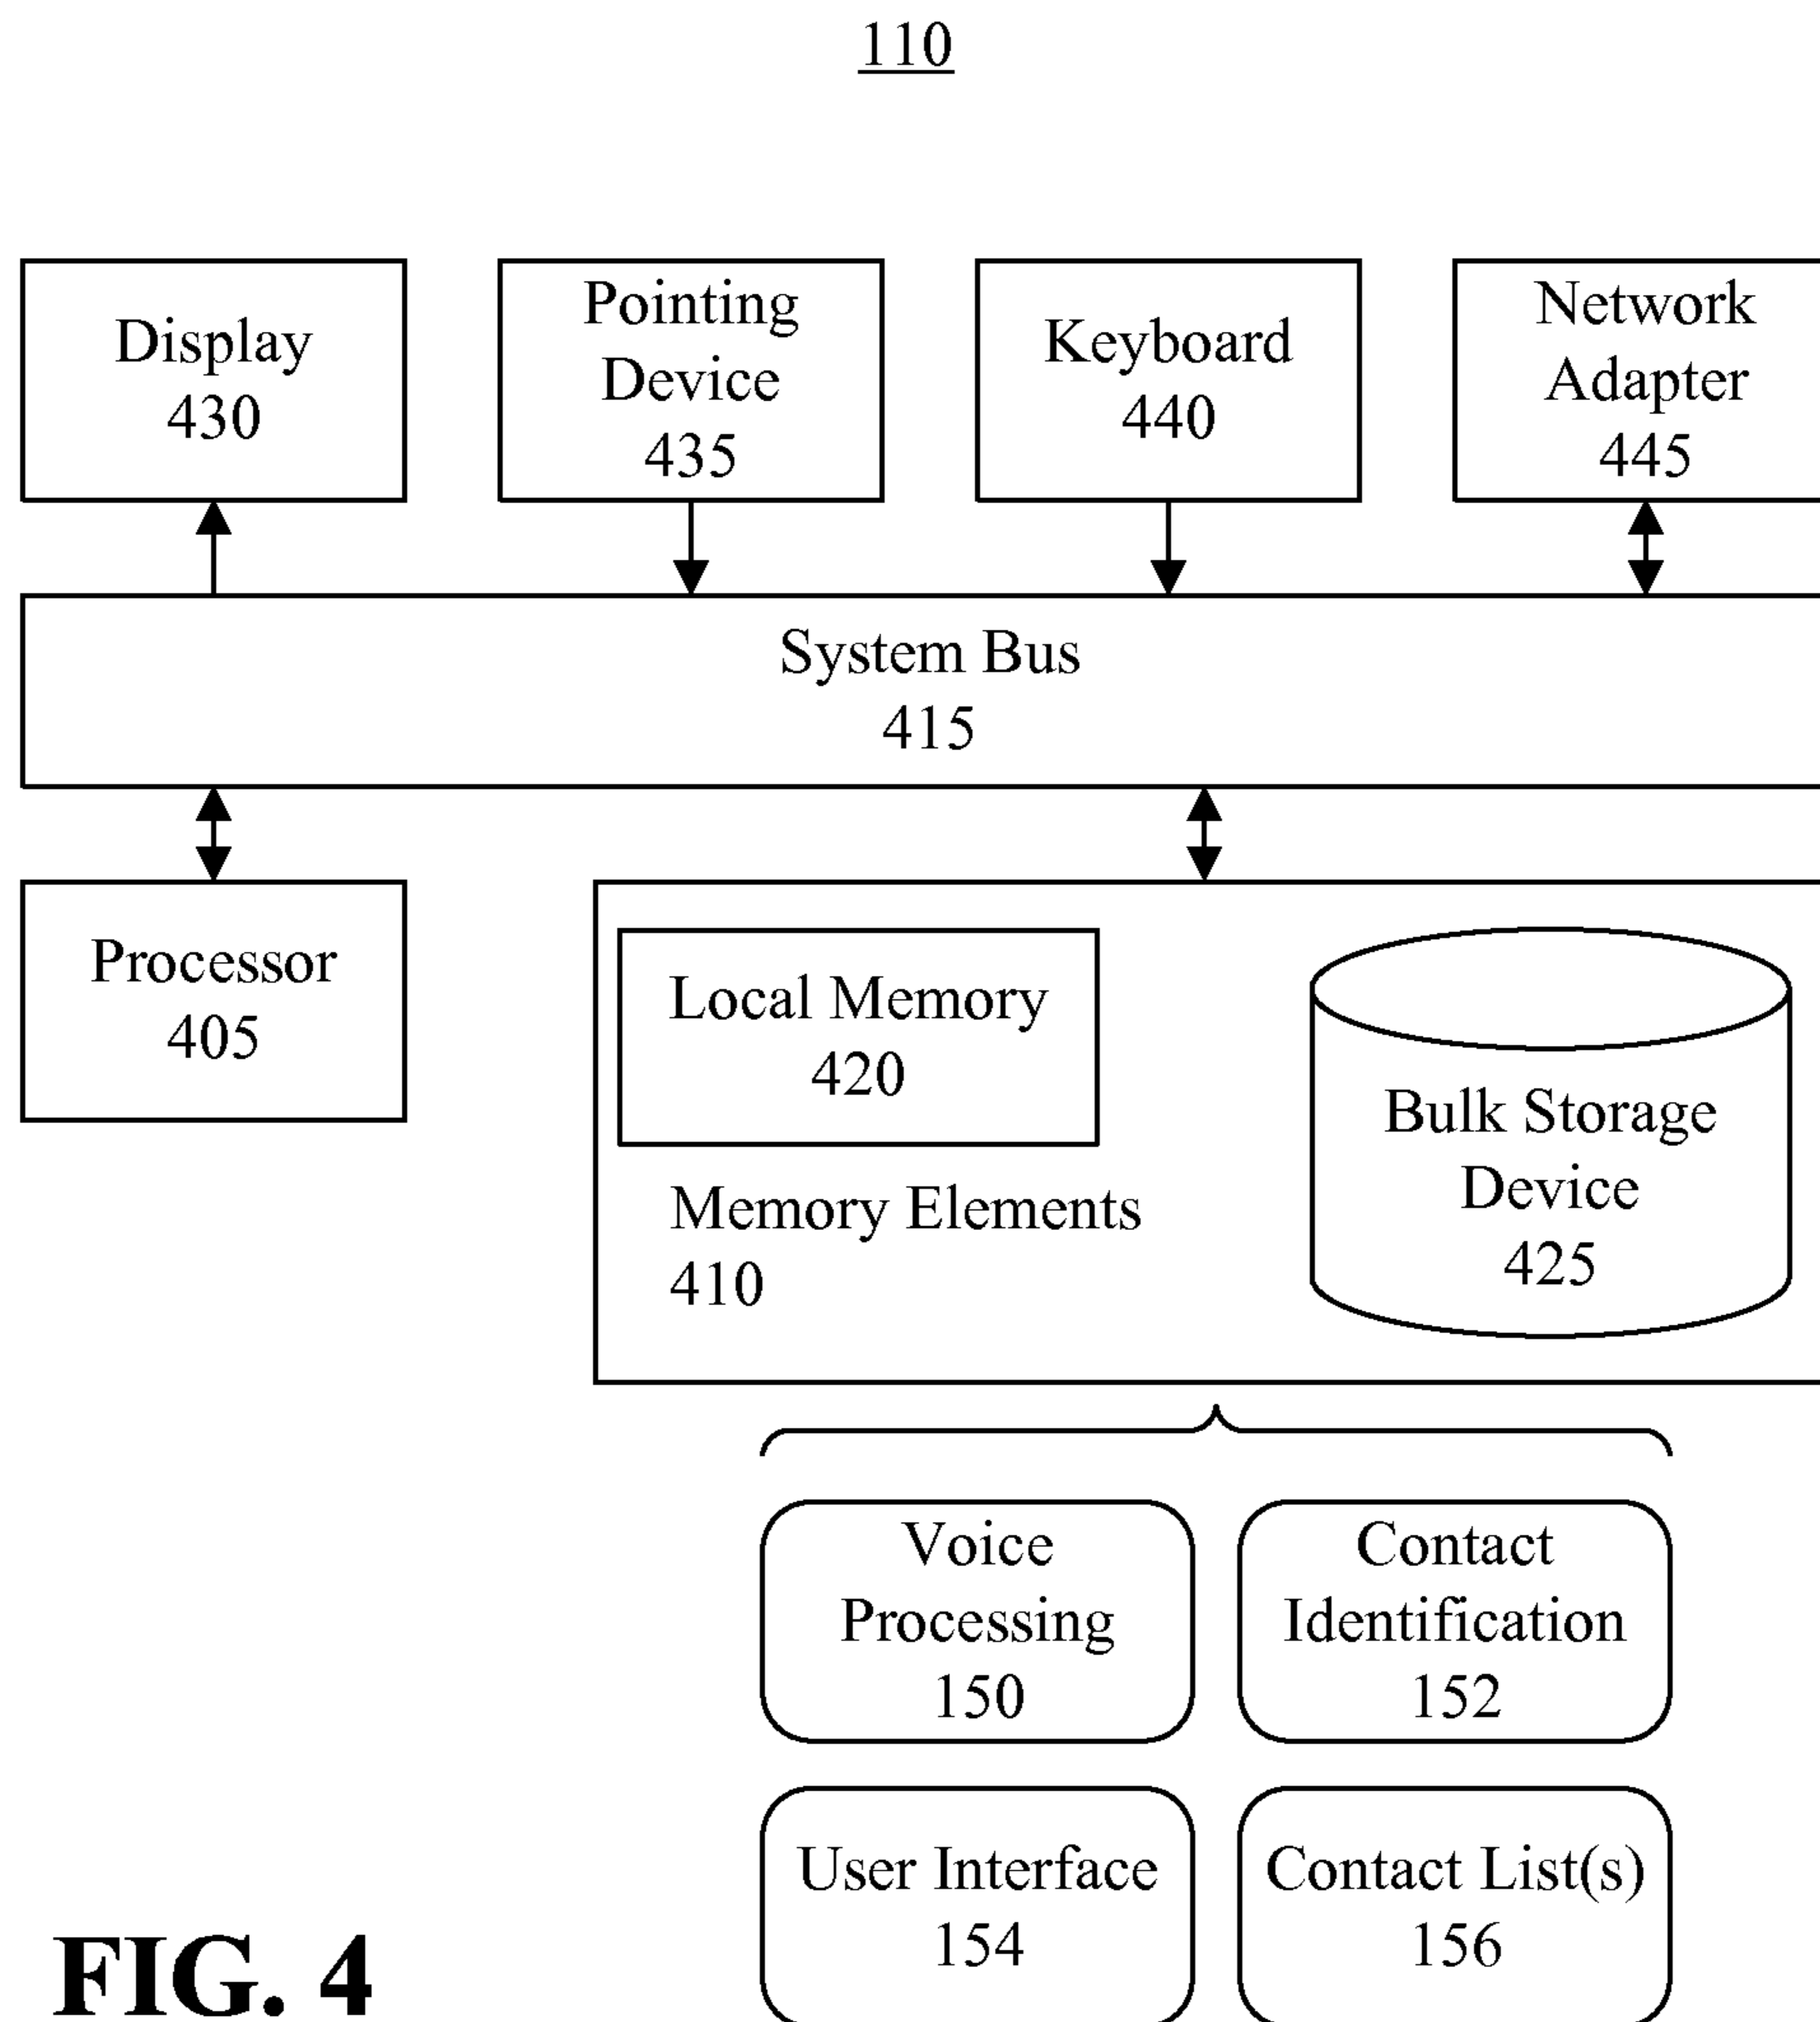 110
Display
430
Pointing
Device
435
Keyboard
440
Network
Adapter
445
System Bus
415
Processor
405
Local Memory
420
Memory Elements
410
Bulk Storage
Device
425
Voice
Processing
150
Contact
Identification
152
User Interface
154
Contact List(s)
156
FIG. 4